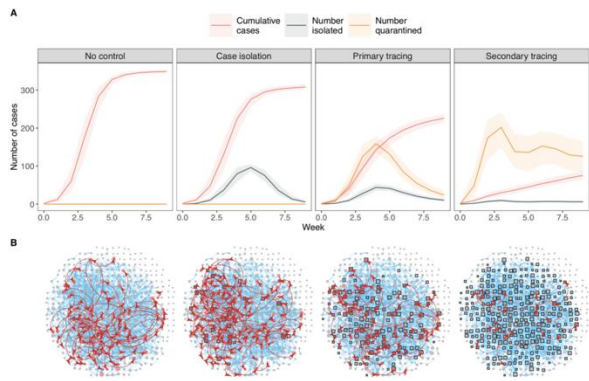 A
Cumulative cases
Number isolated
Number quarantined
No control
Case isolation
Primary tracing
Secondary tracing
Number of cases
300
200
100
0
0.0 2.5 5.0 7.5
0.0 2.5 5.0 7.5
0.0 2.5 5.0 7.5
0.0 2.5 5.0 7.5
Week
B